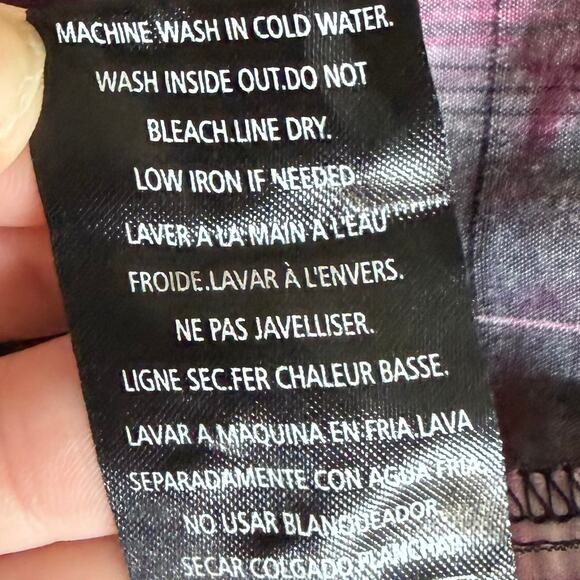 MACHINE WASH IN COLD WATER.
WASH INSIDE OUT.DO NOT
BLEACH.LINE DRY.
LOW IRON IF NEEDED
LAVER A LA MAIN A L'EAU
FROIDE.LAVAR À L'ENVERS.
NE PAS JAVELLISER.
LIGNE SEC.FER CHALEUR BASSE.
LAVAR A MAQUINA EN FRIA.LAVA
SEPARADAMENTE CON AGUA FRIA
NO USAR BLANQUEADOR
SECAR COLGADO.PLANCHAR